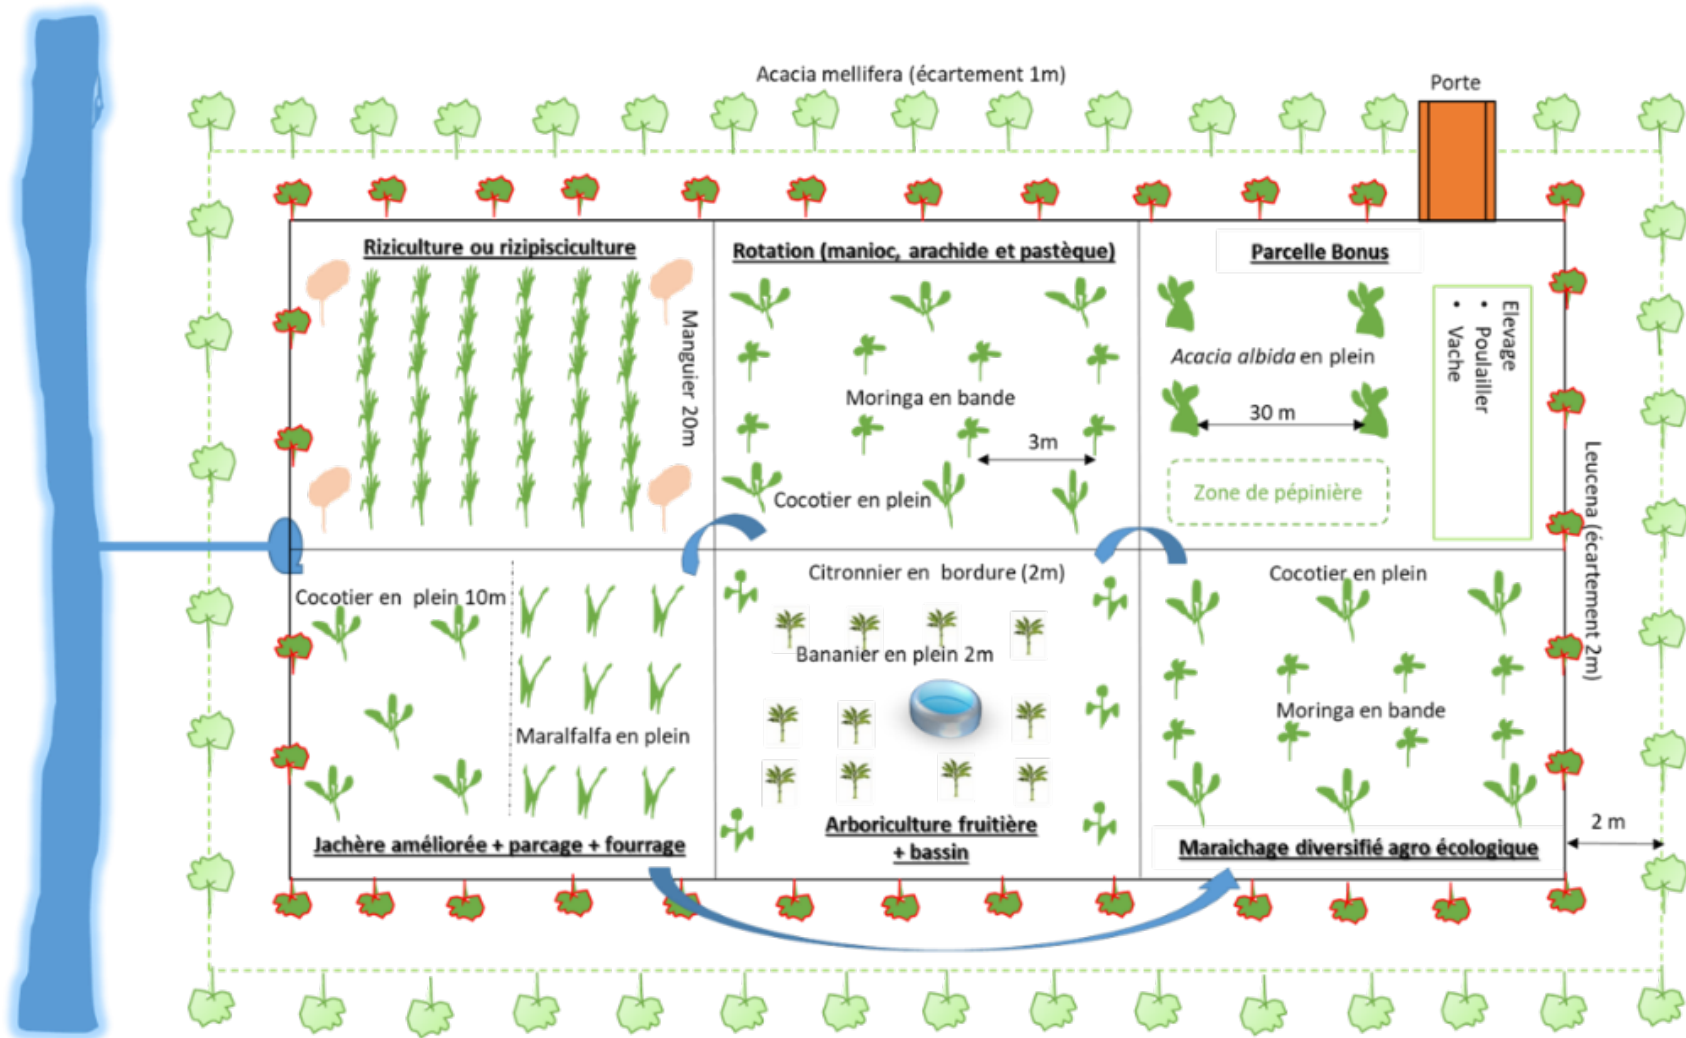 Acacia mellifera (écartement 1m)
Porte
Riziculture ou rizipisciculture
Manguier 20m
Rotation (manioc, arachide et pastèque)
Moringa en bande
3m
Cocotier en plein
Parcelle Bonus
Acacia albida en plein
30 m
Zone de pépinière
Elevage
• Poulailler
• Vache
Leucena (écartement 2m)
Cocotier en plein 10m
Maralfalfa en plein
Jachère améliorée + parcage + fourrage
Citronnier en bordure (2m)
Bananier en plein 2m
Arboriculture fruitière
+ bassin
Cocotier en plein
Moringa en bande
Maraichage diversifié agro écologique
2 m